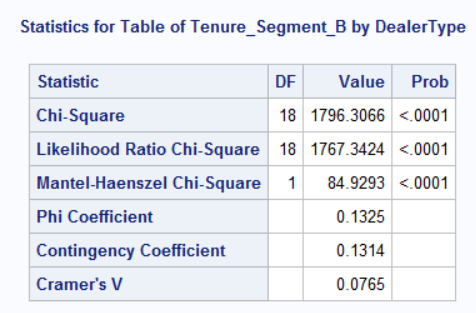 Statistics for Table of Tenure_Segment_B by DealerType
Statistic DF Value Prob
Chi-Square 18 1796.3066 <.0001
Likelihood Ratio Chi-Square 18 1767.3424 <.0001
Mantel-Haenszel Chi-Square 1 84.9293 <.0001
Phi Coefficient 0.1325
Contingency Coefficient 0.1314
Cramer's V 0.0765